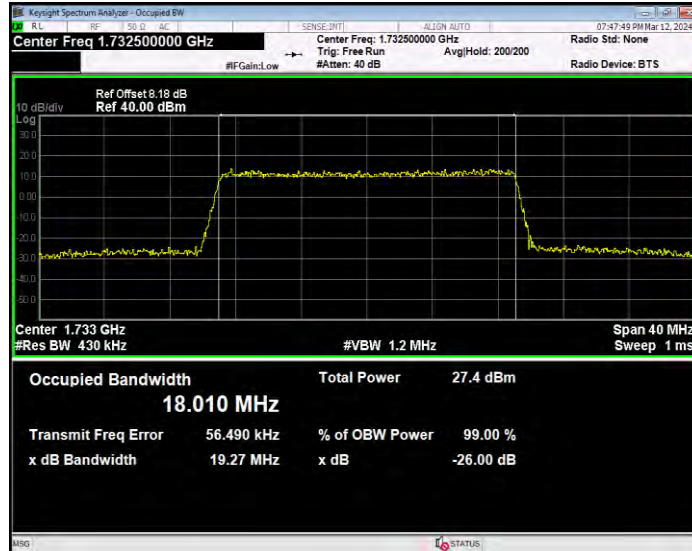 Keysight Spectrum Analyzer - Occupied BW
RL RF 50 Ω AC SENSE:INT ALIGN AUTO 07:47:49 PM Mar 12, 2024
Center Freq 1.732500000 GHz Center Freq: 1.732500000 GHz Radio Std: None
Trig: Free Run Avg|Hold: 200/200
#IFGain:Low #Atten: 40 dB Radio Device: BTS
Ref Offset 8.18 dB
10 dB/div Ref 40.00 dBm
Log
30.0
20.0
10.0
0.00
-10.0
-20.0
-30.0
-40.0
-50.0
Center 1.733 GHz Span 40 MHz
#Res BW 430 kHz #VBW 1.2 MHz Sweep 1 ms
Occupied Bandwidth Total Power 27.4 dBm
18.010 MHz
Transmit Freq Error 56.490 kHz % of OBW Power 99.00 %
x dB Bandwidth 19.27 MHz x dB -26.00 dB
MSG STATUS